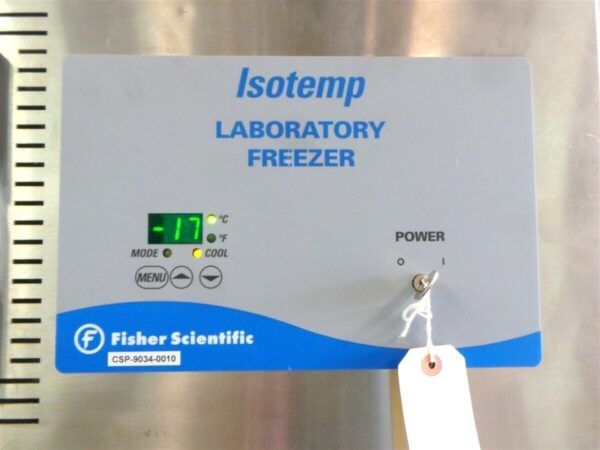 Isotemp
LABORATORY
FREEZER
-17 °C
°F
MODE COOL
MENU
POWER
O I
f Fisher Scientific
CSP-9034-0010